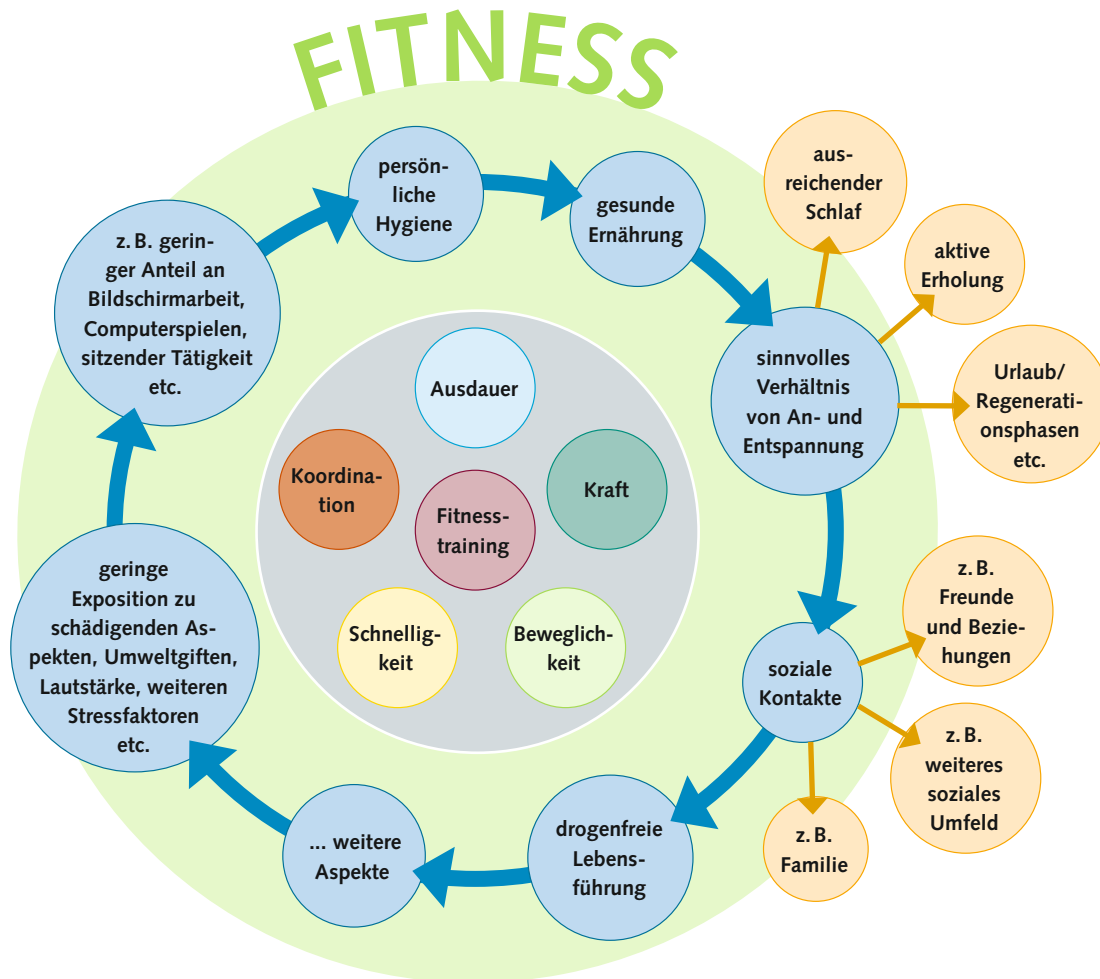 FITNESS
persön-
liche
Hygiene
gesunde
Ernährung
aus-
reichender
Schlaf
aktive
Erholung
Urlaub/
Regenerati-
onsphasen
etc.
sinnvolles
Verhältnis
von An- und
Entspannung
z. B. gerin-
ger Anteil an
Bildschirmarbeit,
Computerspielen,
sitzender Tätigkeit
etc.
Ausdauer
Koordina-
tion
Fitness-
training
Kraft
Schnellig-
keit
Beweglich-
keit
geringe
Exposition zu
schädigenden As-
pekten, Umweltgiften,
Lautstärke, weiteren
Stressfaktoren
etc.
soziale
Kontakte
z. B.
Freunde
und Bezie-
hungen
z. B.
weiteres
soziales
Umfeld
z. B.
Familie
drogenfreie
Lebens-
führung
... weitere
Aspekte